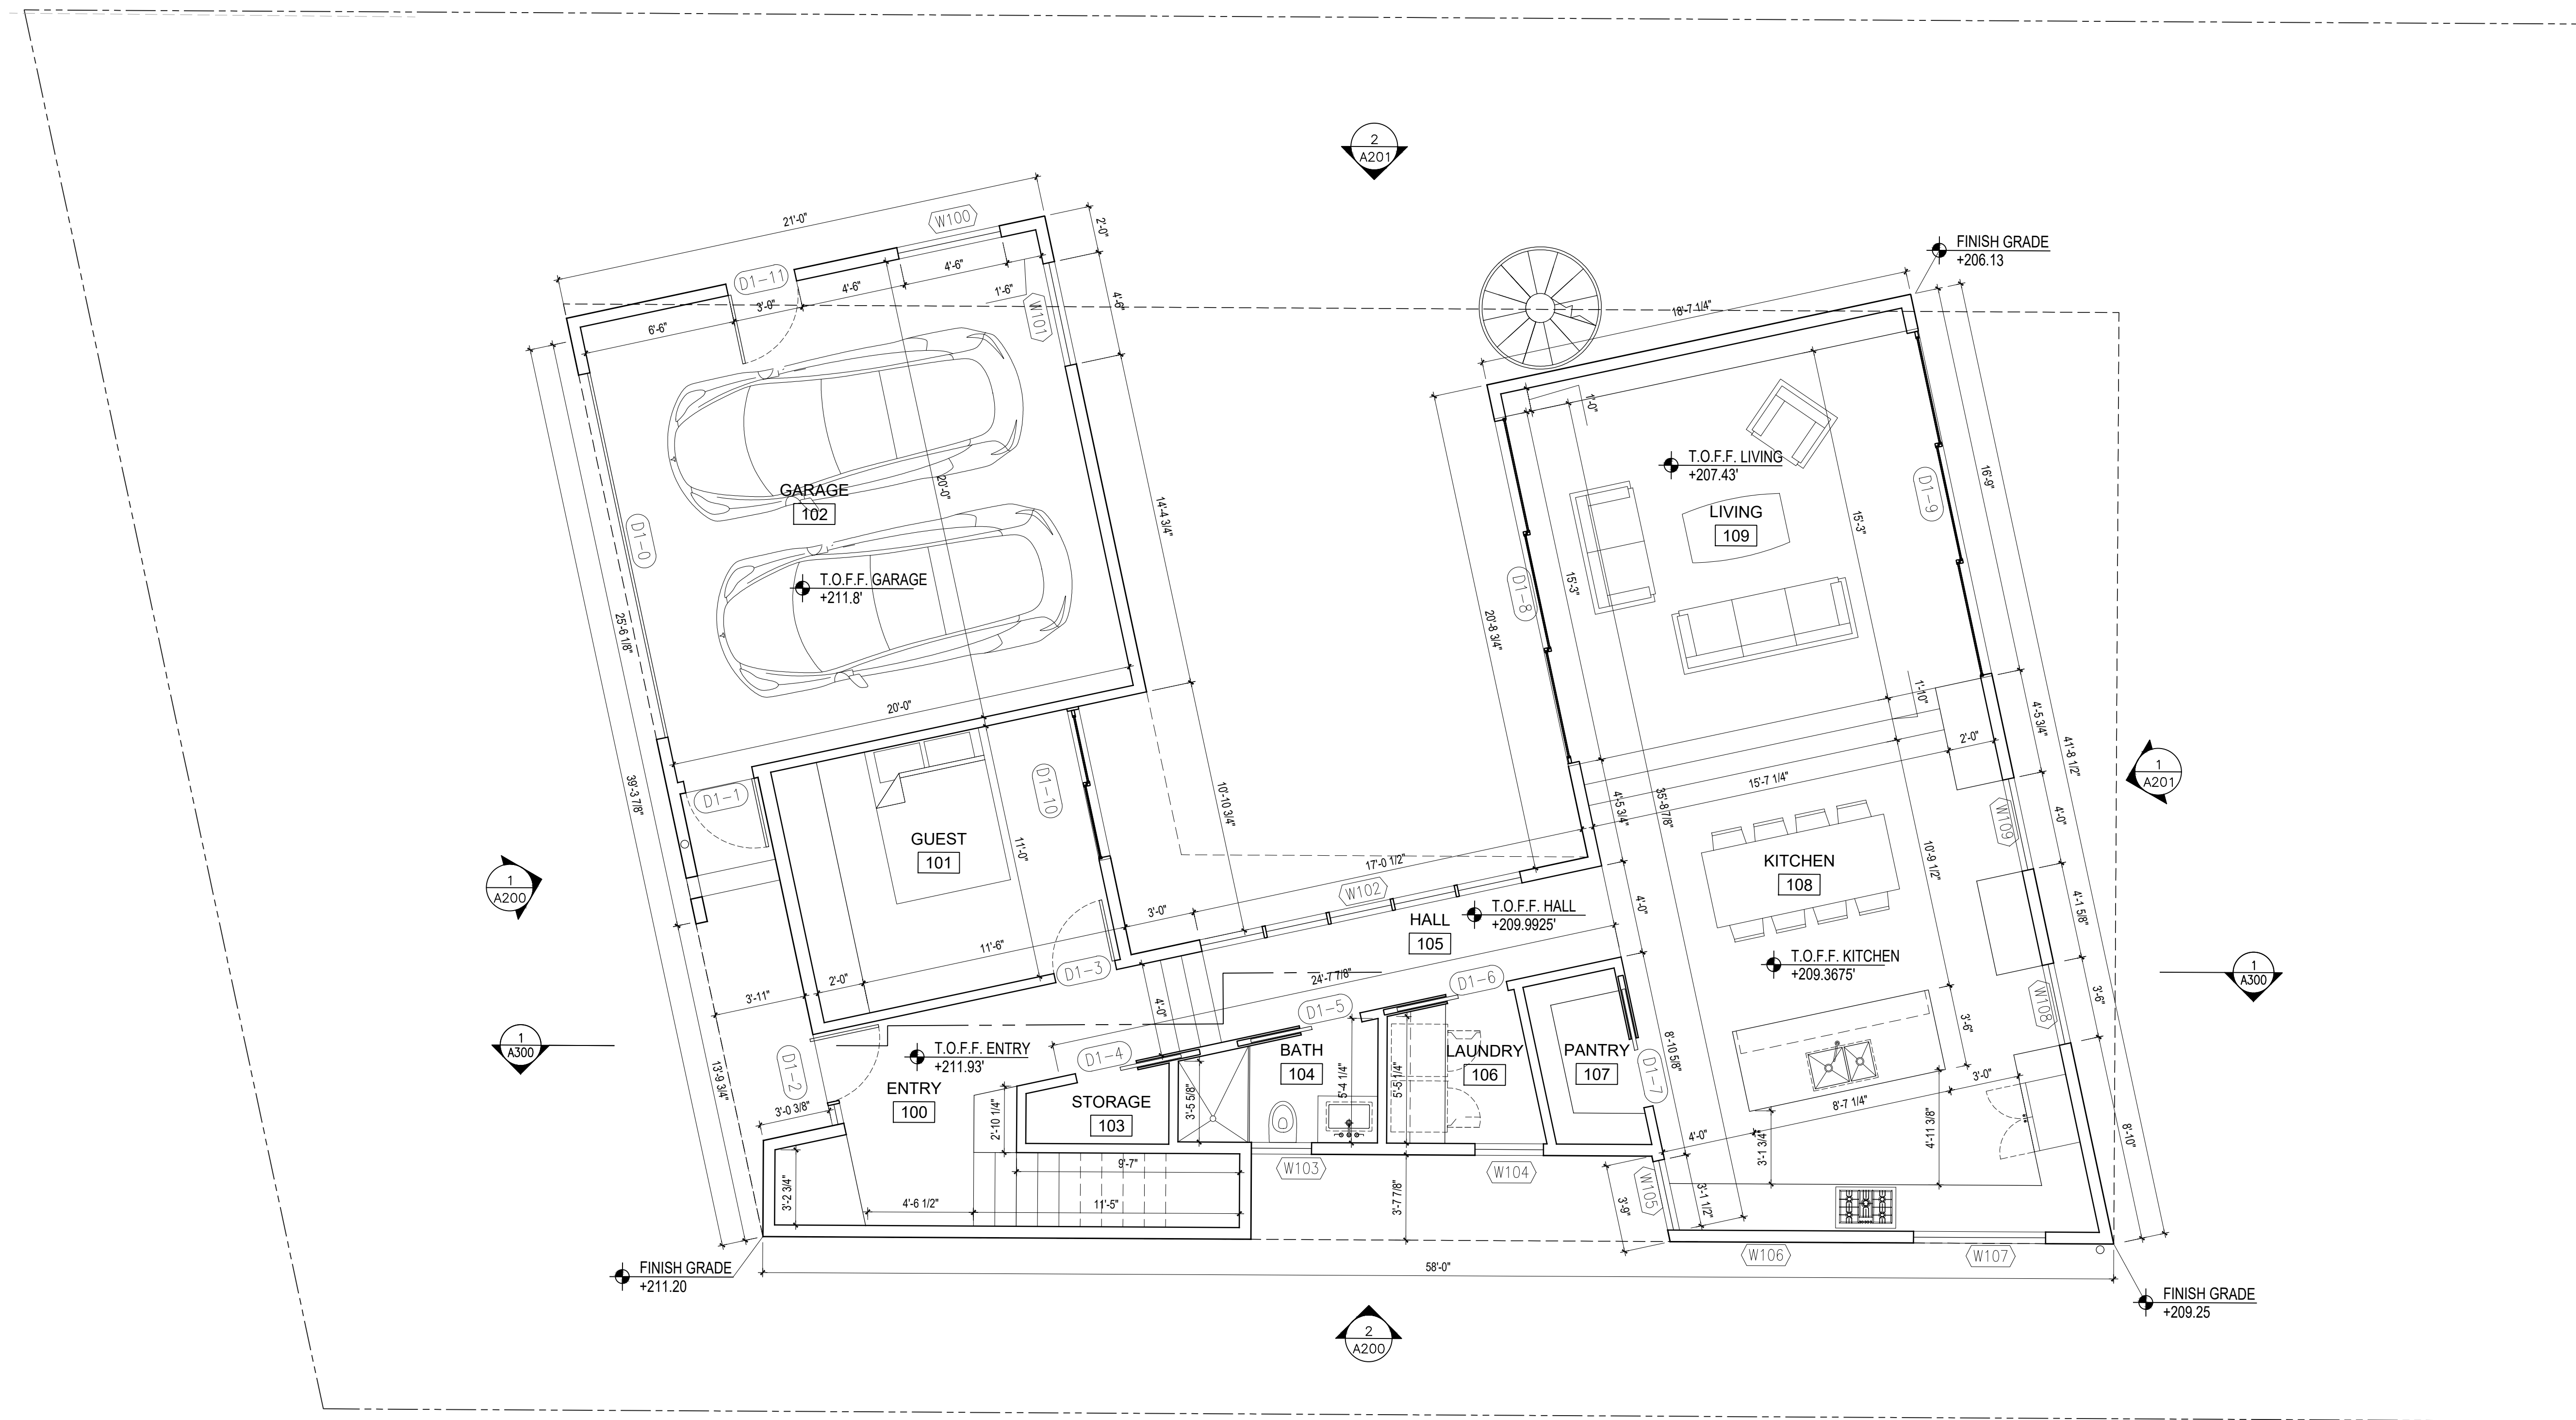 2
A201
21'-0"
W100
2'-0"
D1-11
4'-6"
4'-6"
1'-6"
3'-0"
6'-6"
W101
4'-6"
FINISH GRADE
+206.13
18'-7 1/4"
1'-0"
T.O.F.F. LIVING
+207.43'
LIVING
109
D1-9
16'-9"
15'-3"
15'-3"
D1-8
20'-8 3/4"
GARAGE
102
20'-0"
14'-4 3/4"
D1-0
T.O.F.F. GARAGE
+211.8'
25'-6 1/8"
39'-3 7/8"
20'-0"
1'-10"
4'-5 3/4"
41'-8 1/2"
2'-0"
15'-7 1/4"
1
A201
D1-1
D1-10
10'-10 3/4"
4'-5 3/4"
35'-8 7/8"
W109
4'-0"
GUEST
101
11'-0"
17'-0 1/2"
KITCHEN
108
10'-9 1/2"
1
A200
W102
3'-0"
T.O.F.F. HALL
+209.9925'
HALL
105
4'-0"
4'-1 5/8"
11'-6"
2'-0"
3'-11"
D1-3
24'-7 7/8"
D1-6
T.O.F.F. KITCHEN
+209.3675'
1
A300
W108
3'-6"
3'-6"
4'-0"
D1-5
1
A300
T.O.F.F. ENTRY
+211.93'
D1-4
BATH
104
LAUNDRY
106
PANTRY
107
8'-10 5/8"
D1-7
D1-2
13'-9 3/4"
ENTRY
100
3'-0 3/8"
STORAGE
103
3'-5 5/8"
5'-4 1/4"
5'-5 1/4"
2'-10 1/4"
3'-0"
8'-7 1/4"
4'-0"
3'-1 3/4"
4'-11 3/8"
8'-10"
9'-7"
W103
W104
W105
3'-2 3/4"
4'-6 1/2"
11'-5"
3'-7 7/8"
3'-9"
3'-1 1/2"
W106
W107
58'-0"
FINISH GRADE
+211.20
FINISH GRADE
+209.25
2
A200